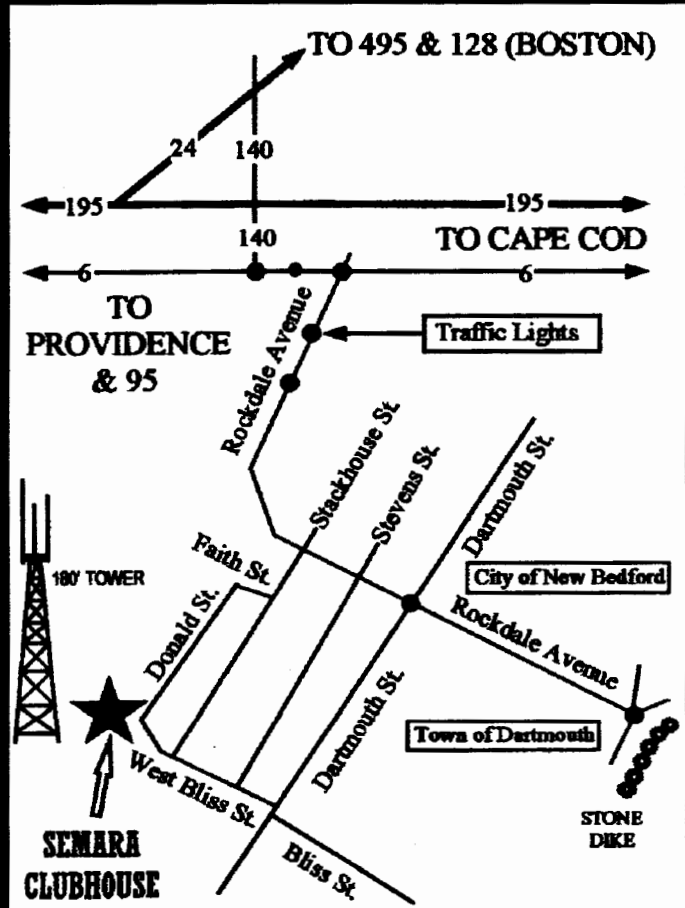 TO 495 & 128 (BOSTON)
24
140
195
195
140
TO CAPE COD
6
6
TO
PROVIDENCE
& 95
Rockdale Avenue
Traffic Lights
Stackhouse St.
Stevens St.
Dartmouth St.
Faith St.
180' TOWER
City of New Bedford
Donald St.
Rockdale Avenue
Dartmouth St.
Town of Dartmouth
West Bliss St.
STONE
DIKE
SEMARA
CLUBHOUSE
Bliss St.